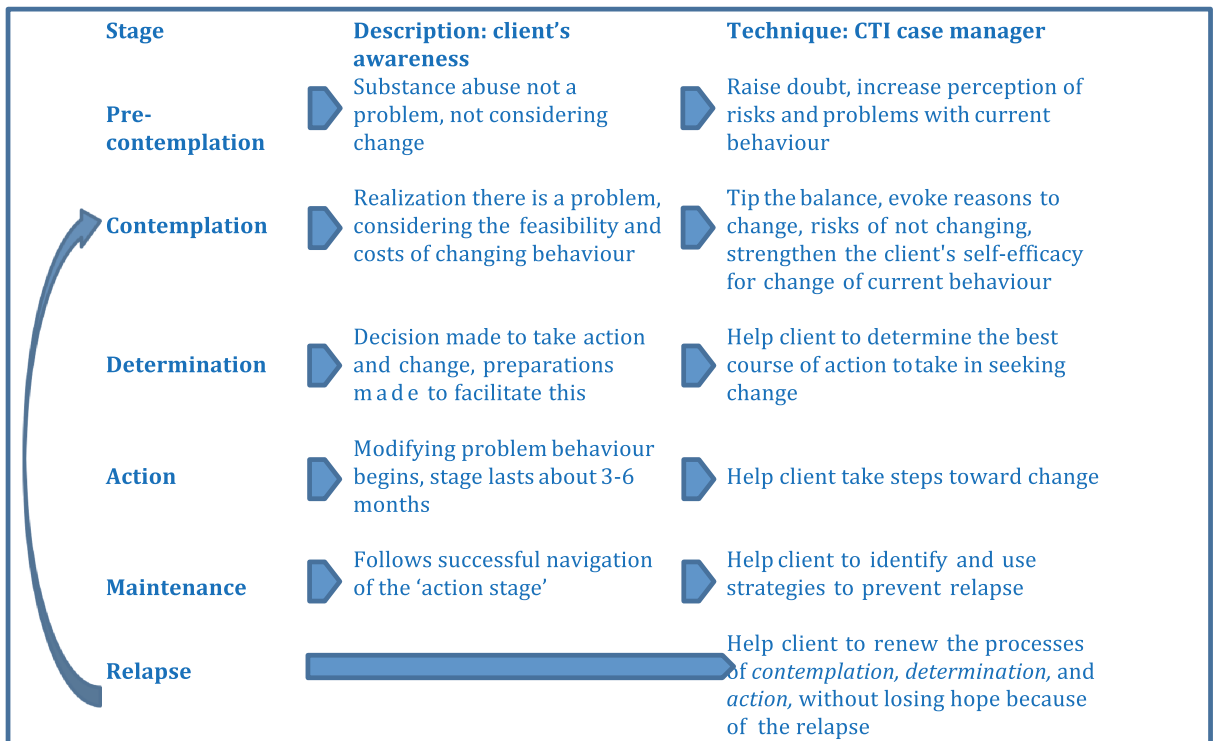 Stage
Description: client's
awareness
Technique: CTI case manager
Pre-
contemplation
Substance abuse not a
problem, not considering
change
Raise doubt, increase perception of
risks and problems with current
behaviour
Contemplation
Realization there is a problem,
considering the feasibility and
costs of changing behaviour
Tip the balance, evoke reasons to
change, risks of not changing,
strengthen the client's self-efficacy
for change of current behaviour
Determination
Decision made to take action
and change, preparations
made to facilitate this
Help client to determine the best
course of action to take in seeking
change
Action
Modifying problem behaviour
begins, stage lasts about 3-6
months
Help client take steps toward change
Maintenance
Follows successful navigation
of the ‘action stage’
Help client to identify and use
strategies to prevent relapse
Relapse
Help client to renew the processes
of contemplation, determination, and
action, without losing hope because
of the relapse